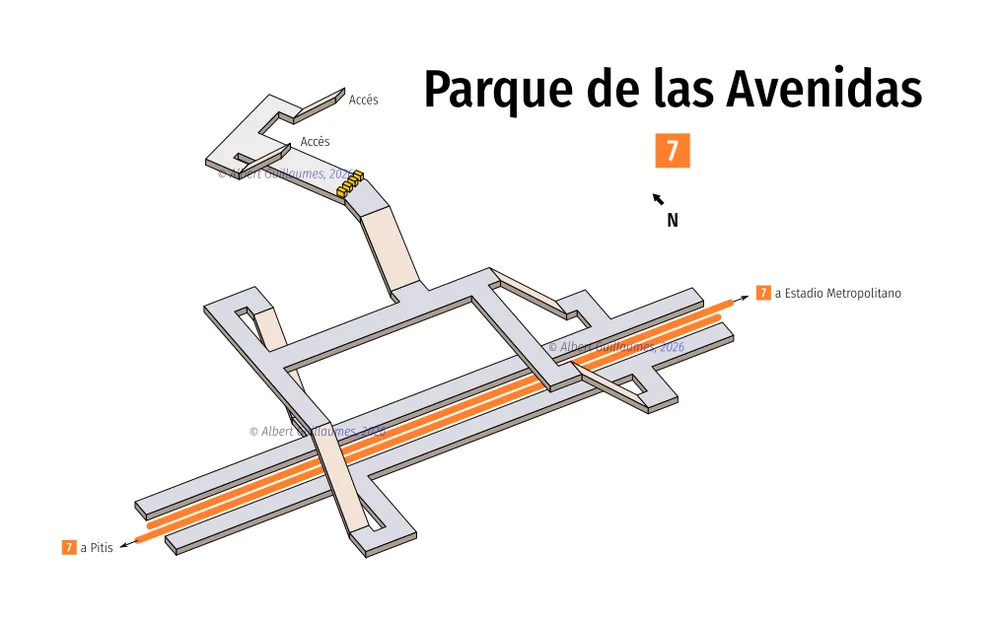 Parque de las Avenidas
7
N
Accés
Accés
© Albert Guillaumes, 2026
7 a Estadio Metropolitano
© Albert Guillaumes, 2026
© Albert Guillaumes, 2026
7 a Pitis